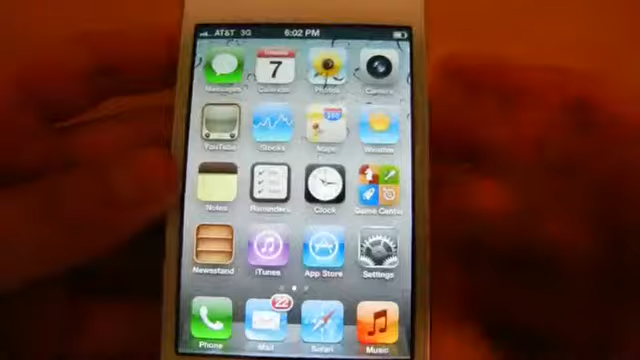 AT&T 3G 6:02 PM
7
Messages Calendar Photos Camera
280
YouTube Stocks Maps Weather
Notes Reminders Clock Game Center
Newsstand iTunes App Store Settings
22
Phone Mail Safari Music